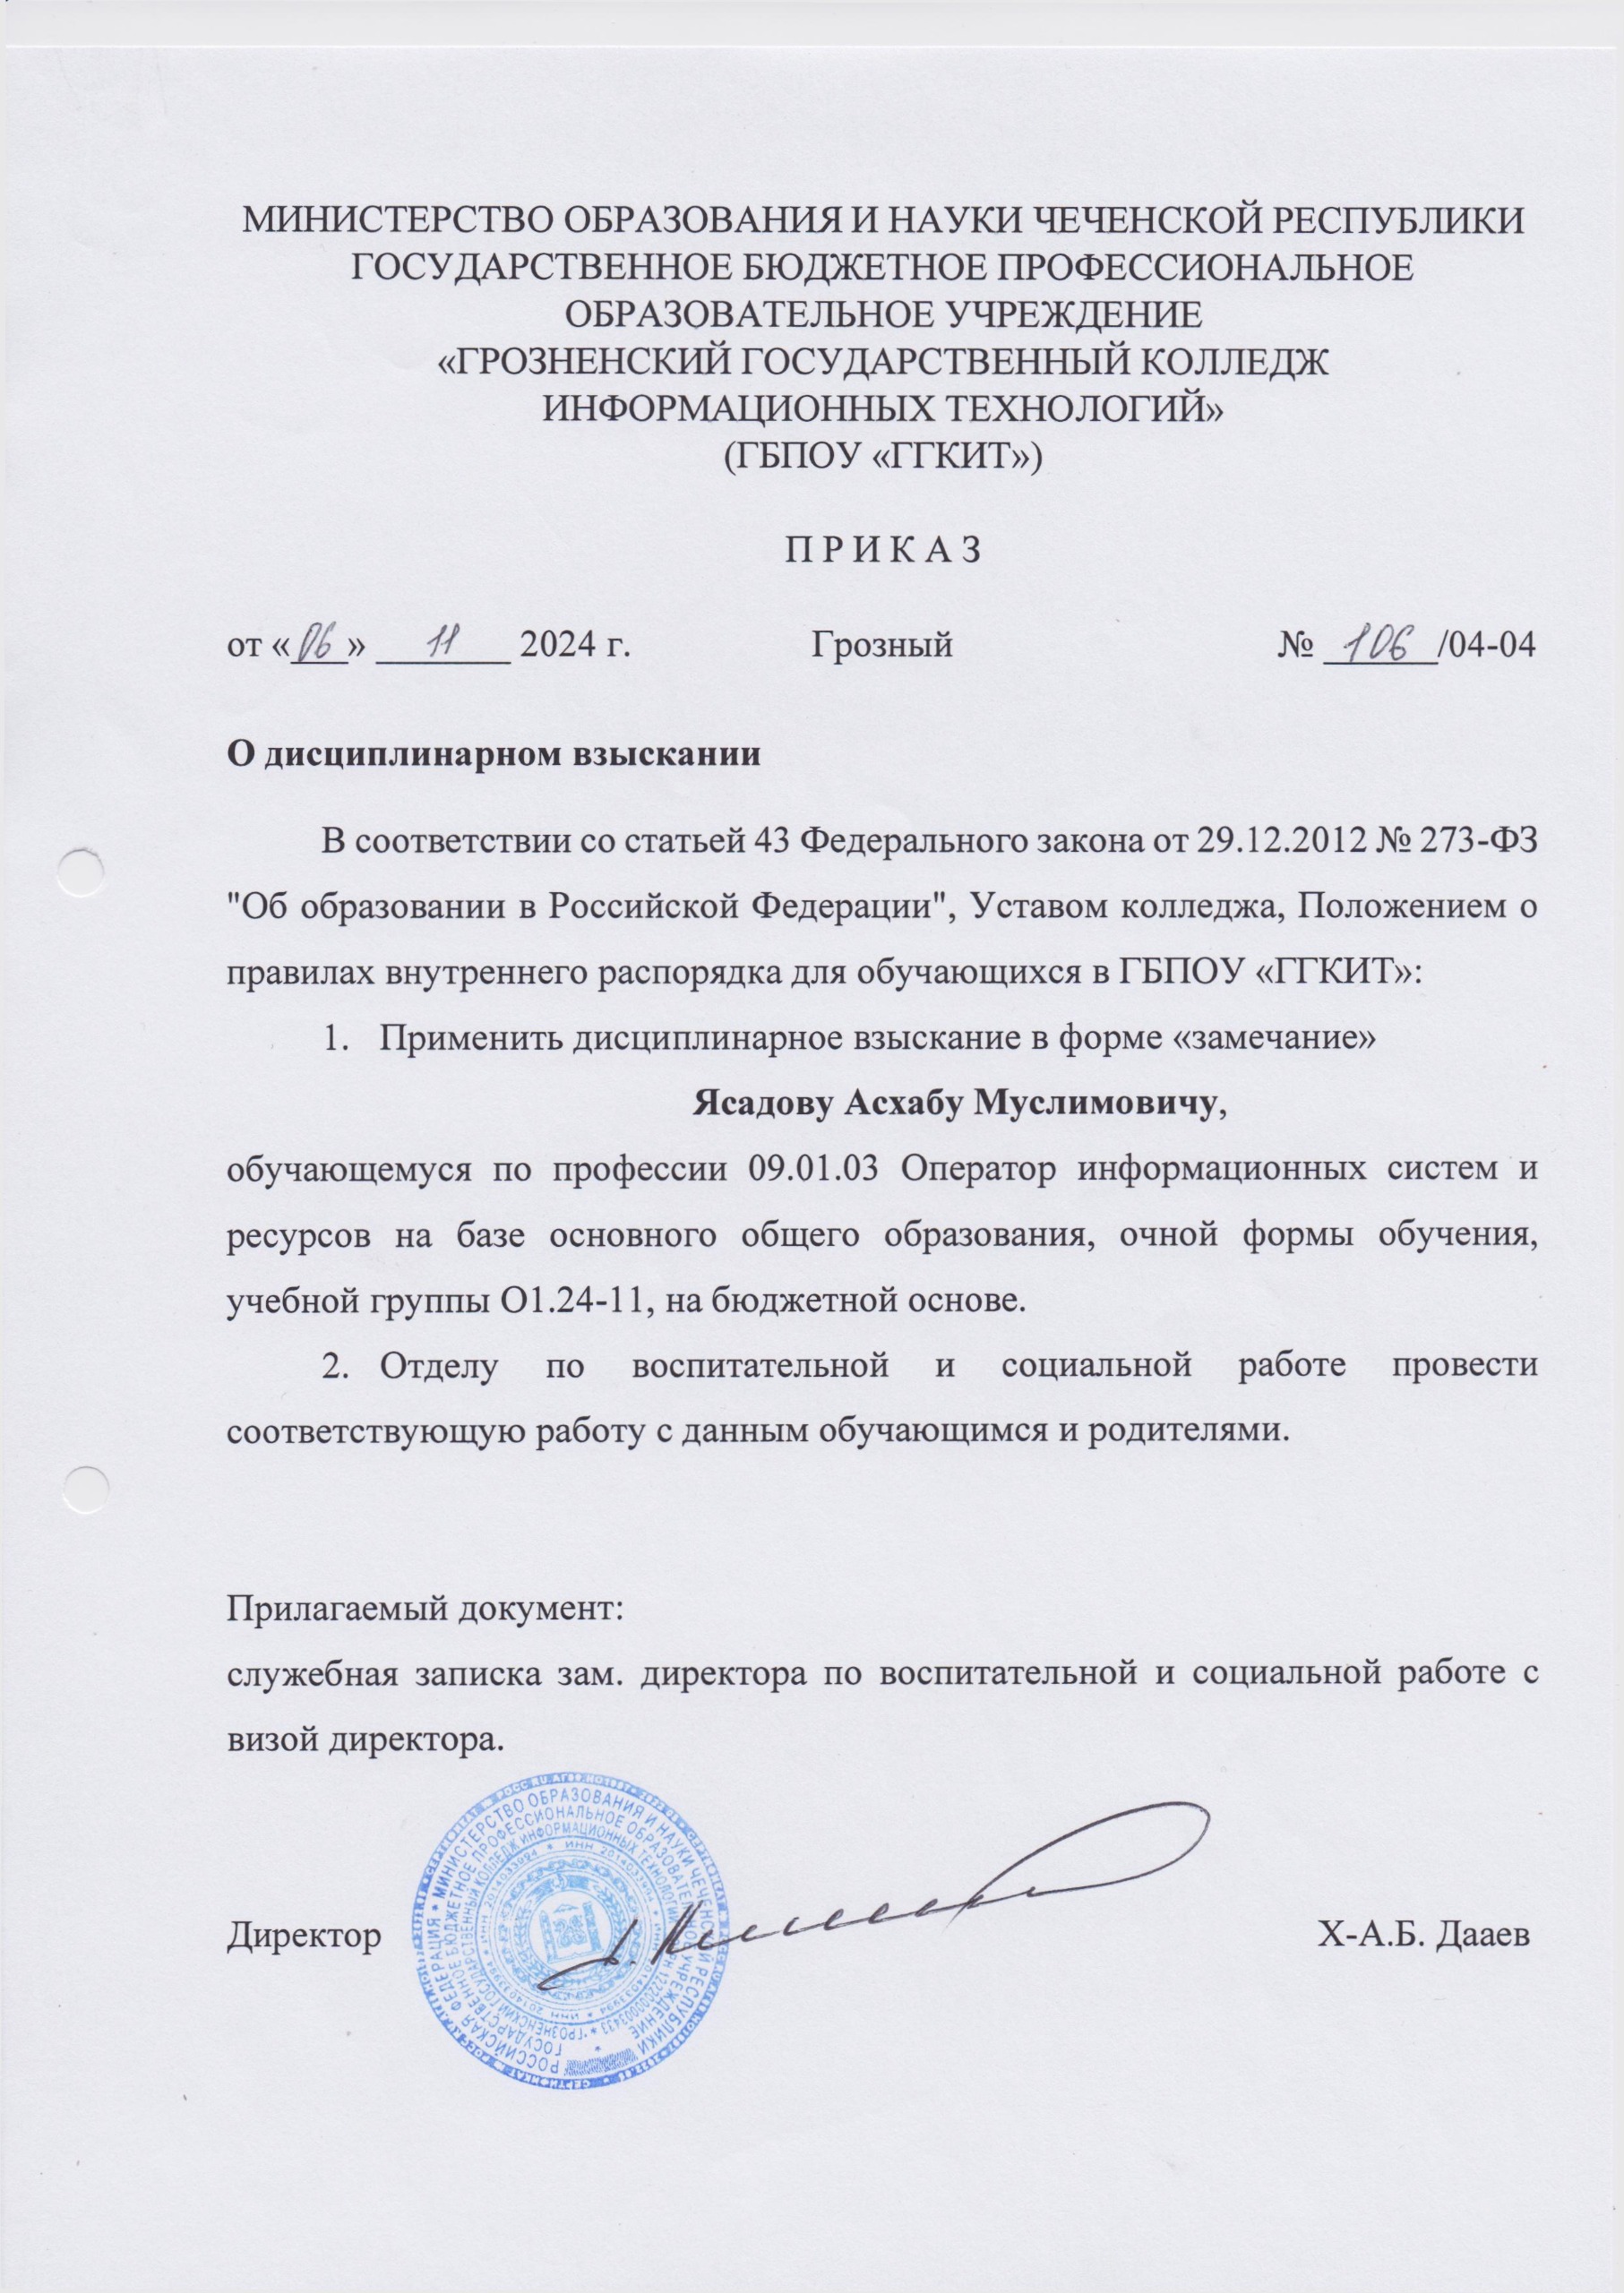 МИНИСТЕРСТВО ОБРАЗОВАНИЯ И НАУКИ ЧЕЧЕНСКОЙ РЕСПУБЛИКИ
ГОСУДАРСТВЕННОЕ БЮДЖЕТНОЕ ПРОФЕССИОНАЛЬНОЕ
ОБРАЗОВАТЕЛЬНОЕ УЧРЕЖДЕНИЕ
«ГРОЗНЕНСКИЙ ГОСУДАРСТВЕННЫЙ КОЛЛЕДЖ
ИНФОРМАЦИОННЫХ ТЕХНОЛОГИЙ»
(ГБПОУ «ГГКИТ»)
П Р И К А З
от «06» 11 2024 г. Грозный № 106/04-04
О дисциплинарном взыскании
В соответствии со статьей 43 Федерального закона от 29.12.2012 № 273-ФЗ
"Об образовании в Российской Федерации", Уставом колледжа, Положением о
правилах внутреннего распорядка для обучающихся в ГБПОУ «ГГКИТ»:
1. Применить дисциплинарное взыскание в форме «замечание»
Ясадову Асхабу Муслимовичу,
обучающемуся по профессии 09.01.03 Оператор информационных систем и
ресурсов на базе основного общего образования, очной формы обучения,
учебной группы О1.24-11, на бюджетной основе.
2. Отделу по воспитательной и социальной работе провести
соответствующую работу с данным обучающимся и родителями.
Прилагаемый документ:
служебная записка зам. директора по воспитательной и социальной работе с
визой директора.
РОССИЙСКАЯ ФЕДЕРАЦИЯ * МИНИСТЕРСТВО ОБРАЗОВАНИЯ И НАУКИ ЧЕЧЕНСКОЙ РЕСПУБЛИКИ
ГОСУДАРСТВЕННОЕ БЮДЖЕТНОЕ ПРОФЕССИОНАЛЬНОЕ ОБРАЗОВАТЕЛЬНОЕ УЧРЕЖДЕНИЕ
ИНН 2014033994
Директор Х-А.Б. Дааев